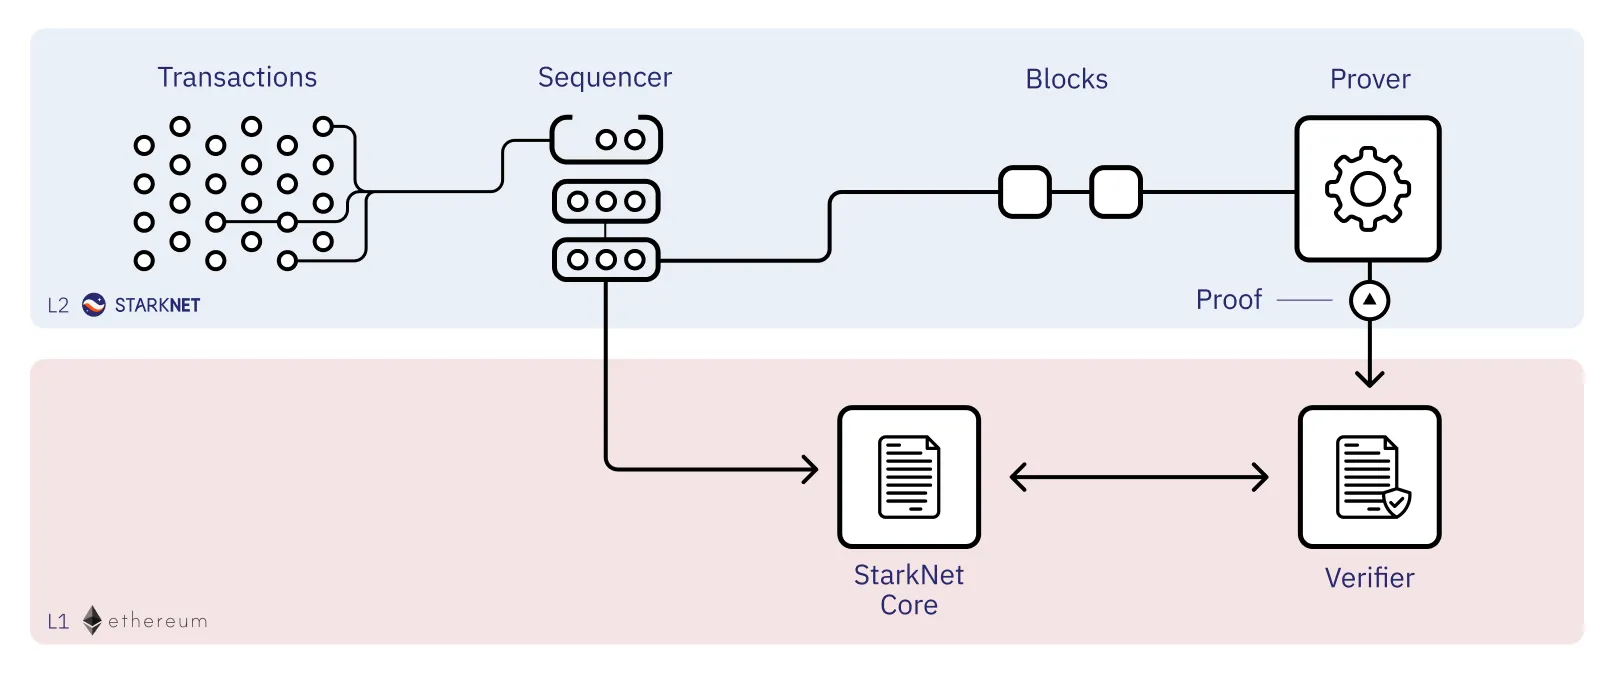 Transactions
Sequencer
Blocks
Prover
Proof
L2 STARKNET
StarkNet
Core
Verifier
L1 ethereum